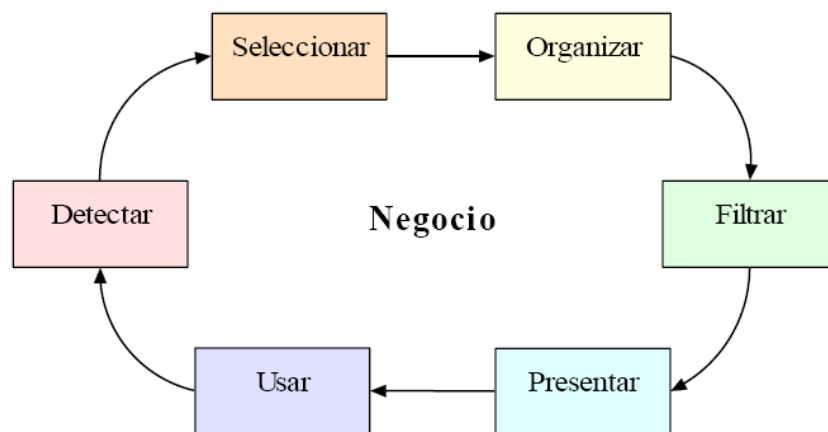 Seleccionar
Organizar
Detectar
Negocio
Filtrar
Usar
Presentar